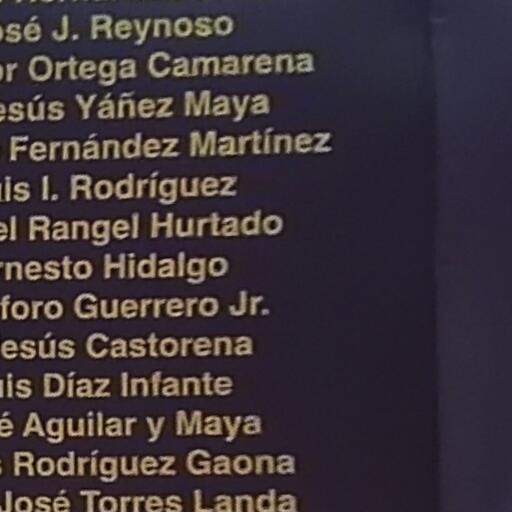 osé J. Reynoso
or Ortega Camarena
esús Yáñez Maya
Fernández Martínez
uis I. Rodríguez
el Rangel Hurtado
rnesto Hidalgo
foro Guerrero Jr.
esús Castorena
uis Díaz Infante
é Aguilar y Maya
s Rodríguez Gaona
José Torres Landa